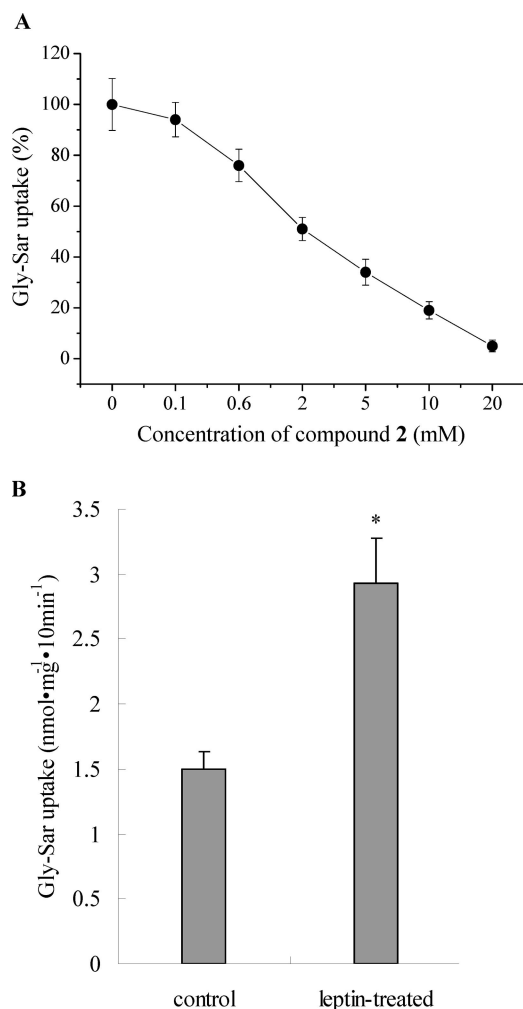 A
120
100
80
60
40
20
0
Gly-Sar uptake (%)
0 0.1 0.6 2 5 10 20
Concentration of compound 2 (mM)
B
4
3.5
3
2.5
2
1.5
1
0.5
0
Gly-Sar uptake (nmol•mg-1•10min-1)
*
control leptin-treated